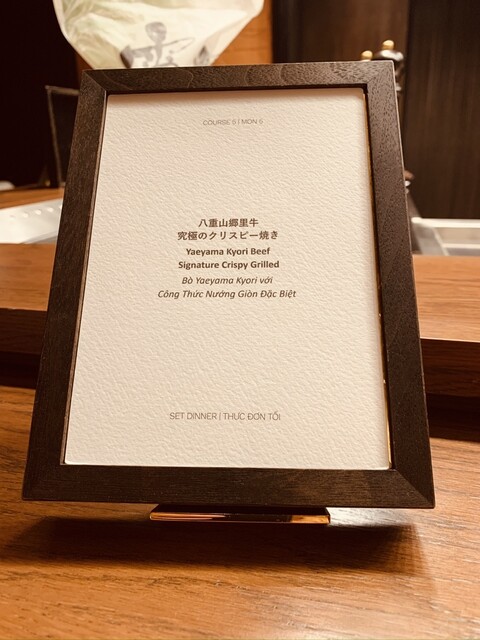 COURSE 5 | MÓN 5
八重山郷里牛
究極のクリスピー焼き
Yaeyama Kyori Beef
Signature Crispy Grilled
Bò Yaeyama Kyori với
Công Thức Nướng Giòn Đặc Biệt
SET DINNER | THỰC ĐƠN TỐI